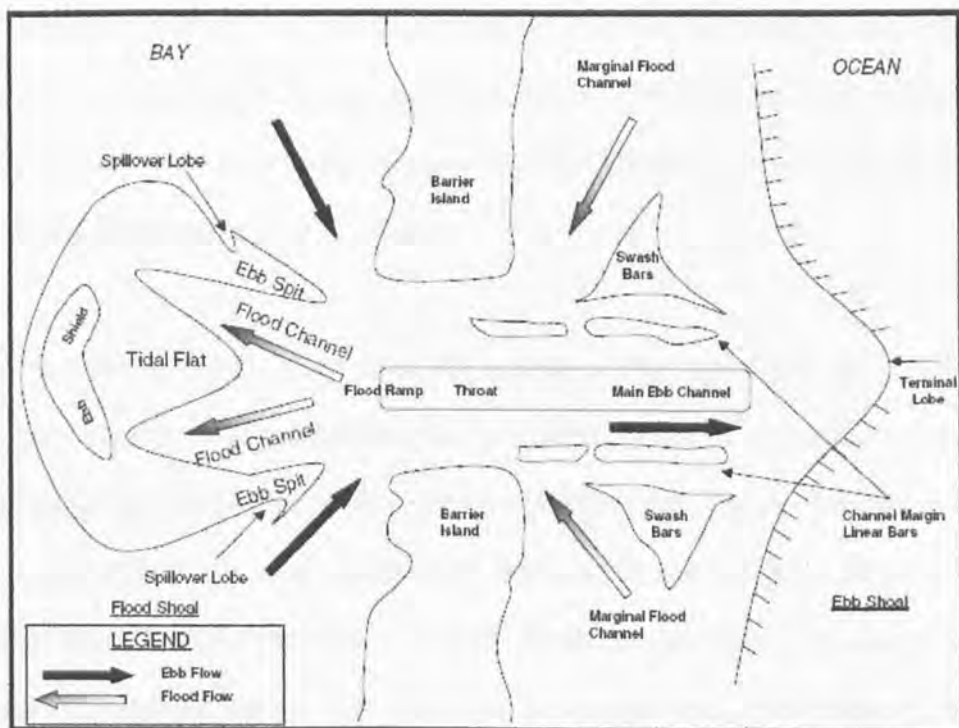 BAY
Marginal Flood
Channel
OCEAN
Spillover Lobe
Barrier
Island
Swash
Bars
Ebb Spit
Flood Channel
Shield
Ebb
Tidal Flat
Flood Ramp
Throat
Main Ebb Channel
Terminal
Lobe
Flood Channel
Ebb Spit
Barrier
Island
Swash
Bars
Channel Margin
Linear Bars
Spillover Lobe
Flood Shoal
Marginal Flood
Channel
Ebb Shoal
LEGEND
Ebb Flow
Flood Flow